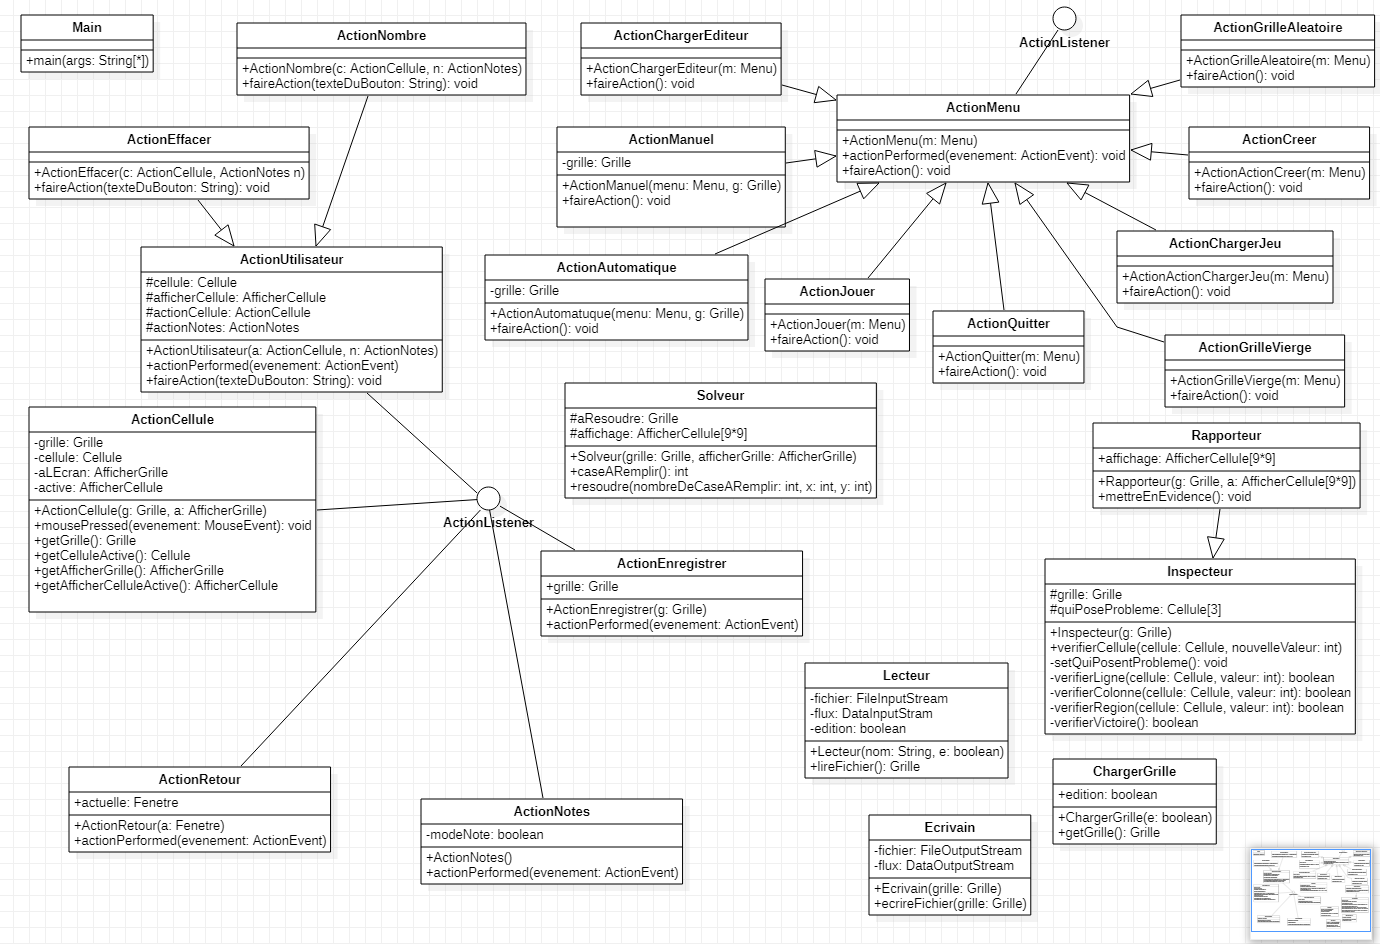 Main
+main(args: String[*])
ActionNombre
+ActionNombre(c: ActionCellule, n: ActionNotes)
+faireAction(texteDuBouton: String): void
ActionChargerEditeur
+ActionChargerEditeur(m: Menu)
+faireAction(): void
ActionListener
ActionGrilleAleatoire
+ActionGrilleAleatoire(m: Menu)
+faireAction(): void
ActionMenu
+ActionMenu(m: Menu)
+actionPerformed(evenement: ActionEvent): void
+faireAction(): void
ActionEffacer
+ActionEffacer(c: ActionCellule, ActionNotes n)
+faireAction(texteDuBouton: String): void
ActionManuel
-grille: Grille
+ActionManuel(menu: Menu, g: Grille)
+faireAction(): void
ActionCreer
+ActionActionCreer(m: Menu)
+faireAction(): void
ActionUtilisateur
#cellule: Cellule
#afficherCellule: AfficherCellule
#actionCellule: ActionCellule
#actionNotes: ActionNotes
+ActionUtilisateur(a: ActionCellule, n: ActionNotes)
+actionPerformed(evenement: ActionEvent)
+faireAction(texteDuBouton: String): void
ActionAutomatique
-grille: Grille
+ActionAutomatuque(menu: Menu, g: Grille)
+faireAction(): void
ActionJouer
+ActionJouer(m: Menu)
+faireAction(): void
ActionQuitter
+ActionQuitter(m: Menu)
+faireAction(): void
ActionChargerJeu
+ActionActionChargerJeu(m: Menu)
+faireAction(): void
ActionGrilleVierge
+ActionGrilleVierge(m: Menu)
+faireAction(): void
ActionCellule
-grille: Grille
-cellule: Cellule
-aLEcran: AfficherGrille
-active: AfficherCellule
+ActionCellule(g: Grille, a: AfficherGrille)
+mousePressed(evenement: MouseEvent): void
+getGrille(): Grille
+getCelluleActive(): Cellule
+getAfficherGrille(): AfficherGrille
+getAfficherCelluleActive(): AfficherCellule
Solveur
#aResoudre: Grille
#affichage: AfficherCellule[9*9]
+Solveur(grille: Grille, afficherGrille: AfficherGrille)
+caseARemplir(): int
+resoudre(nombreDeCaseARemplir: int, x: int, y: int)
Rapporteur
+affichage: AfficherCellule[9*9]
+Rapporteur(g: Grille, a: AfficherCellule[9*9])
+mettreEnEvidence(): void
ActionListener
ActionEnregistrer
+grille: Grille
+ActionEnregistrer(g: Grille)
+actionPerformed(evenement: ActionEvent)
Inspecteur
#grille: Grille
#quiPoseProbleme: Cellule[3]
+Inspecteur(g: Grille)
+verifierCellule(cellule: Cellule, nouvelleValeur: int)
-setQuiPosentProbleme(): void
-verifierLigne(cellule: Cellule, valeur: int): boolean
-verifierColonne(cellule: Cellule, valeur: int): boolean
-verifierRegion(cellule: Cellule, valeur: int): boolean
-verifierVictoire(): boolean
Lecteur
-fichier: FileInputStream
-flux: DataInputStram
-edition: boolean
+Lecteur(nom: String, e: boolean)
+lireFichier(): Grille
ActionRetour
+actuelle: Fenetre
+ActionRetour(a: Fenetre)
+actionPerformed(evenement: ActionEvent)
ActionNotes
-modeNote: boolean
+ActionNotes()
+actionPerformed(evenement: ActionEvent)
ChargerGrille
+edition: boolean
+ChargerGrille(e: boolean)
+getGrille(): Grille
Ecrivain
-fichier: FileOutputStream
-flux: DataOutputStream
+Ecrivain(grille: Grille)
+ecrireFichier(grille: Grille)